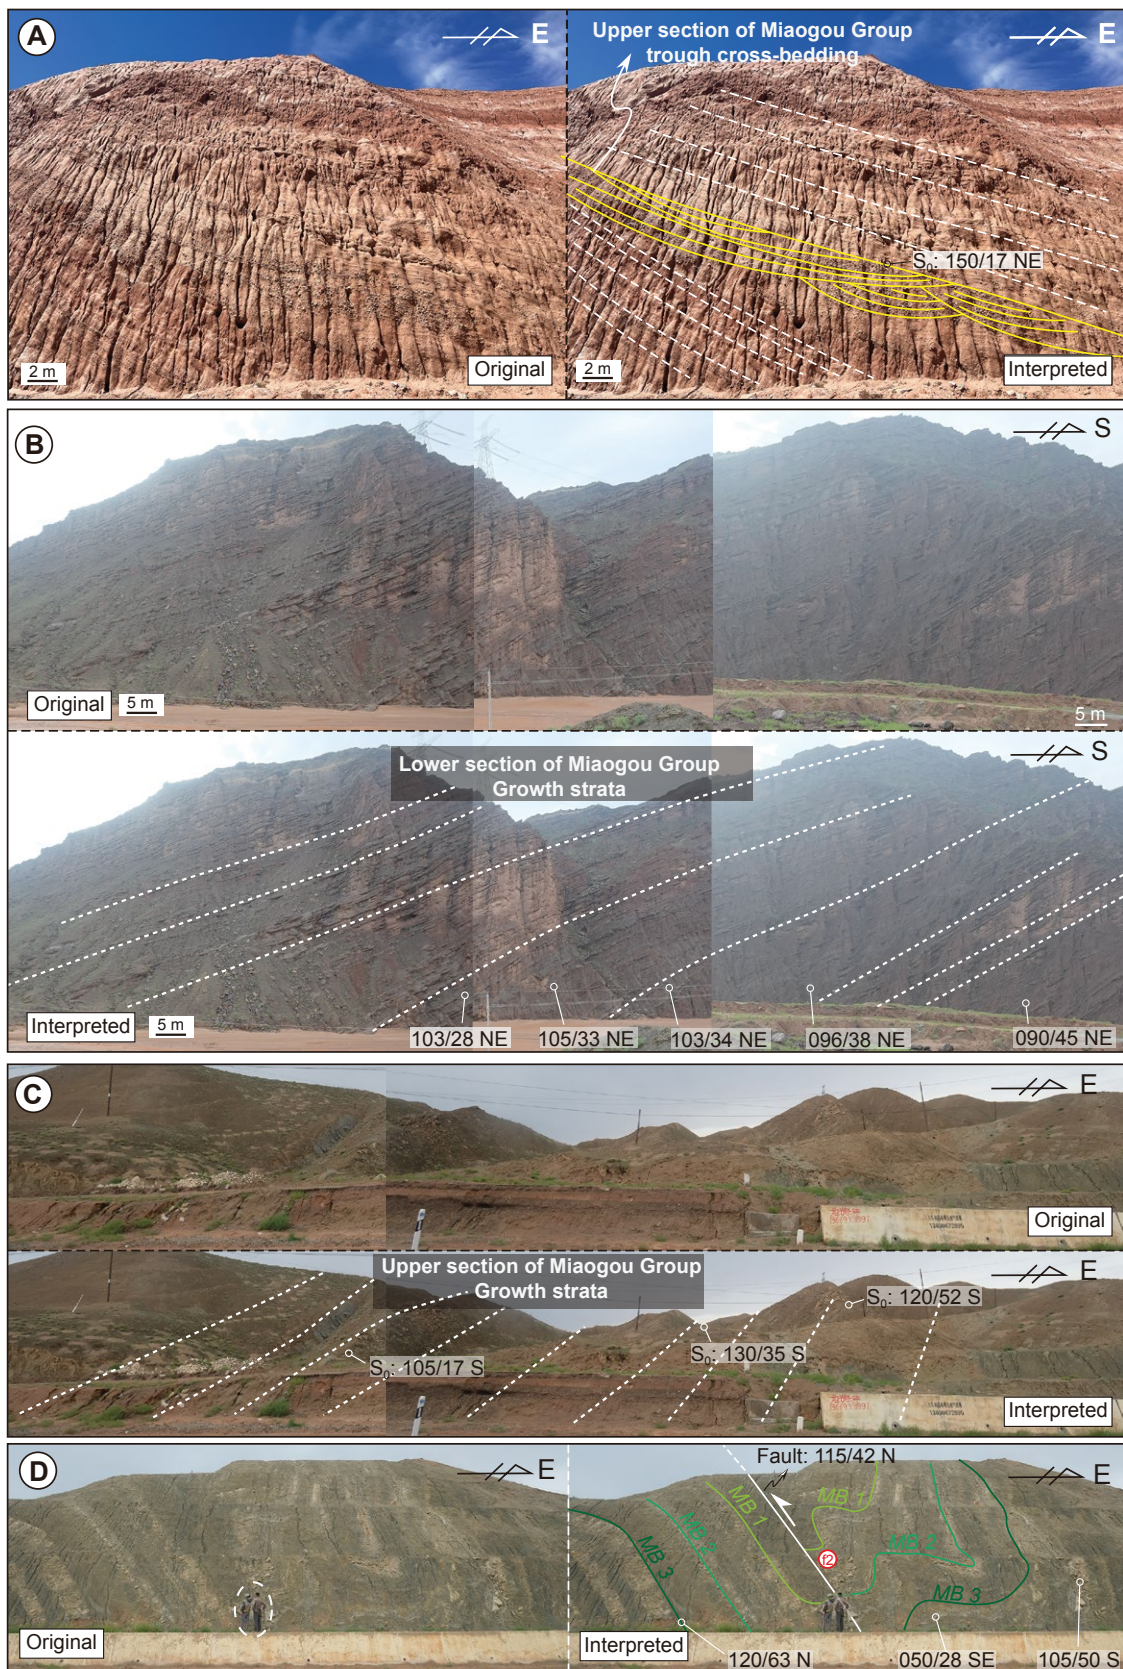 A
E
Upper section of Miaogou Group
trough cross-bedding
E
S0: 150/17 NE
2 m
Original
2 m
Interpreted
B
S
Original
5 m
5 m
Lower section of Miaogou Group
Growth strata
S
Interpreted
5 m
103/28 NE
105/33 NE
103/34 NE
096/38 NE
090/45 NE
C
E
Original
Upper section of Miaogou Group
Growth strata
E
S0: 120/52 S
S0: 130/35 S
S0: 105/17 S
Interpreted
D
E
Fault: 115/42 N
E
MB 1
MB 1
MB 2
MB 2
MB 3
MB 3
f2
Original
Interpreted
120/63 N
050/28 SE
105/50 S